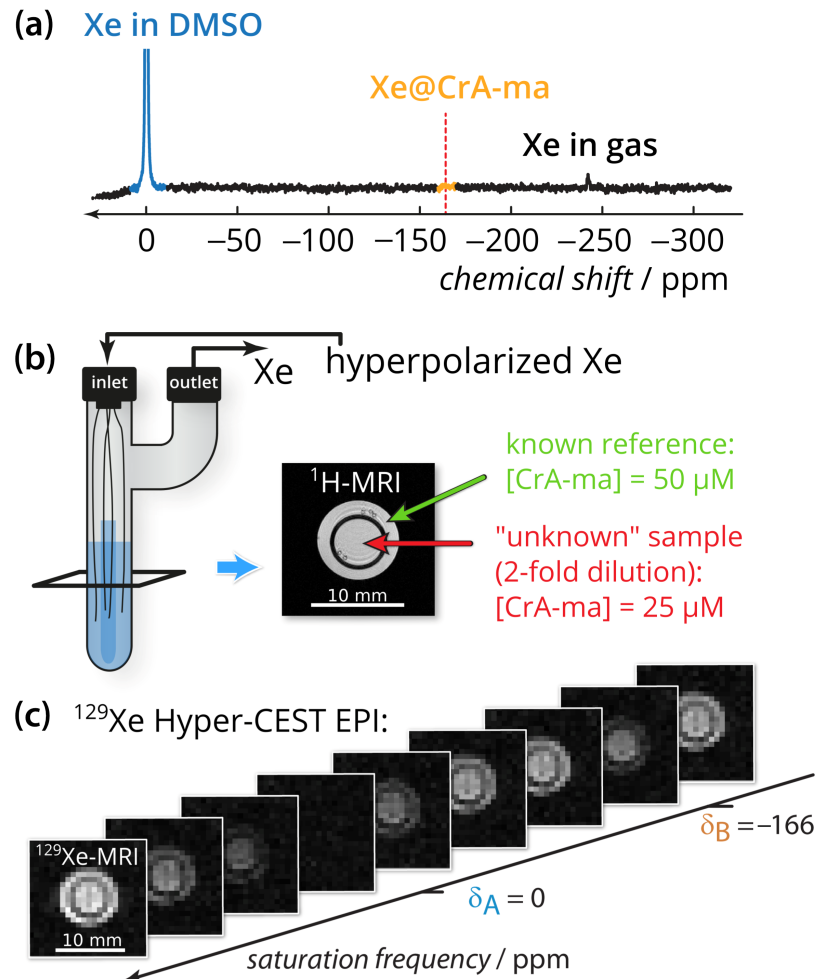 (a) Xe in DMSO
Xe@CrA-ma
Xe in gas
0 –50 –100 –150 –200 –250 –300
chemical shift / ppm
(b)
inlet
outlet
Xe
hyperpolarized Xe
¹H-MRI
10 mm
known reference:
[CrA-ma] = 50 µM
"unknown" sample
(2-fold dilution):
[CrA-ma] = 25 µM
(c) ¹²⁹Xe Hyper-CEST EPI:
¹²⁹Xe-MRI
10 mm
δB = –166
δA = 0
saturation frequency / ppm